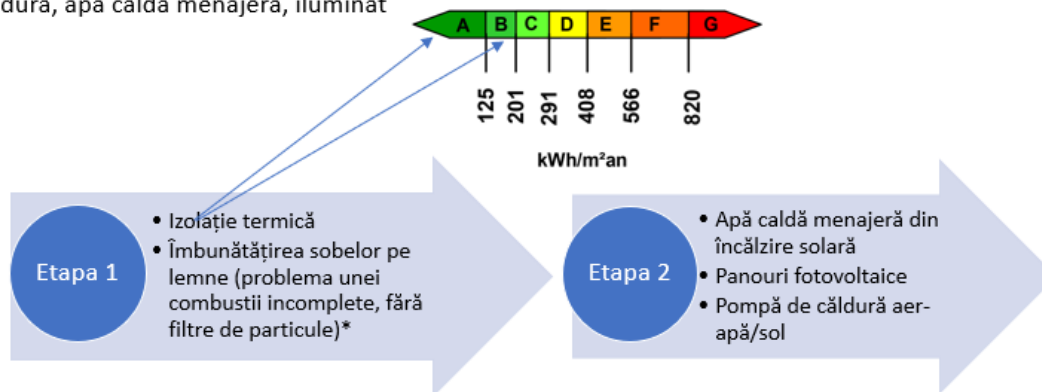 apă caldă menajeră, iluminat
A B C D E F G
125 201 291 408 566 820
kWh/m²an
Etapa 1
• Izolație termică
• Îmbunătățirea sobelor pe
lemne (problema unei
combustii incomplete, fără
filtre de particule)*
Etapa 2
• Apă caldă menajeră din
încălzire solară
• Panouri fotovoltaice
• Pompă de căldură aer-
apă/sol